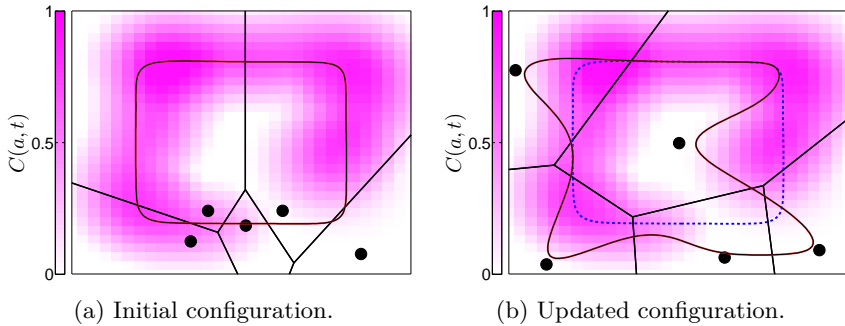 1
C(a, t)
0.5
0
(a) Initial configuration.
1
C(a, t)
0.5
0
(b) Updated configuration.